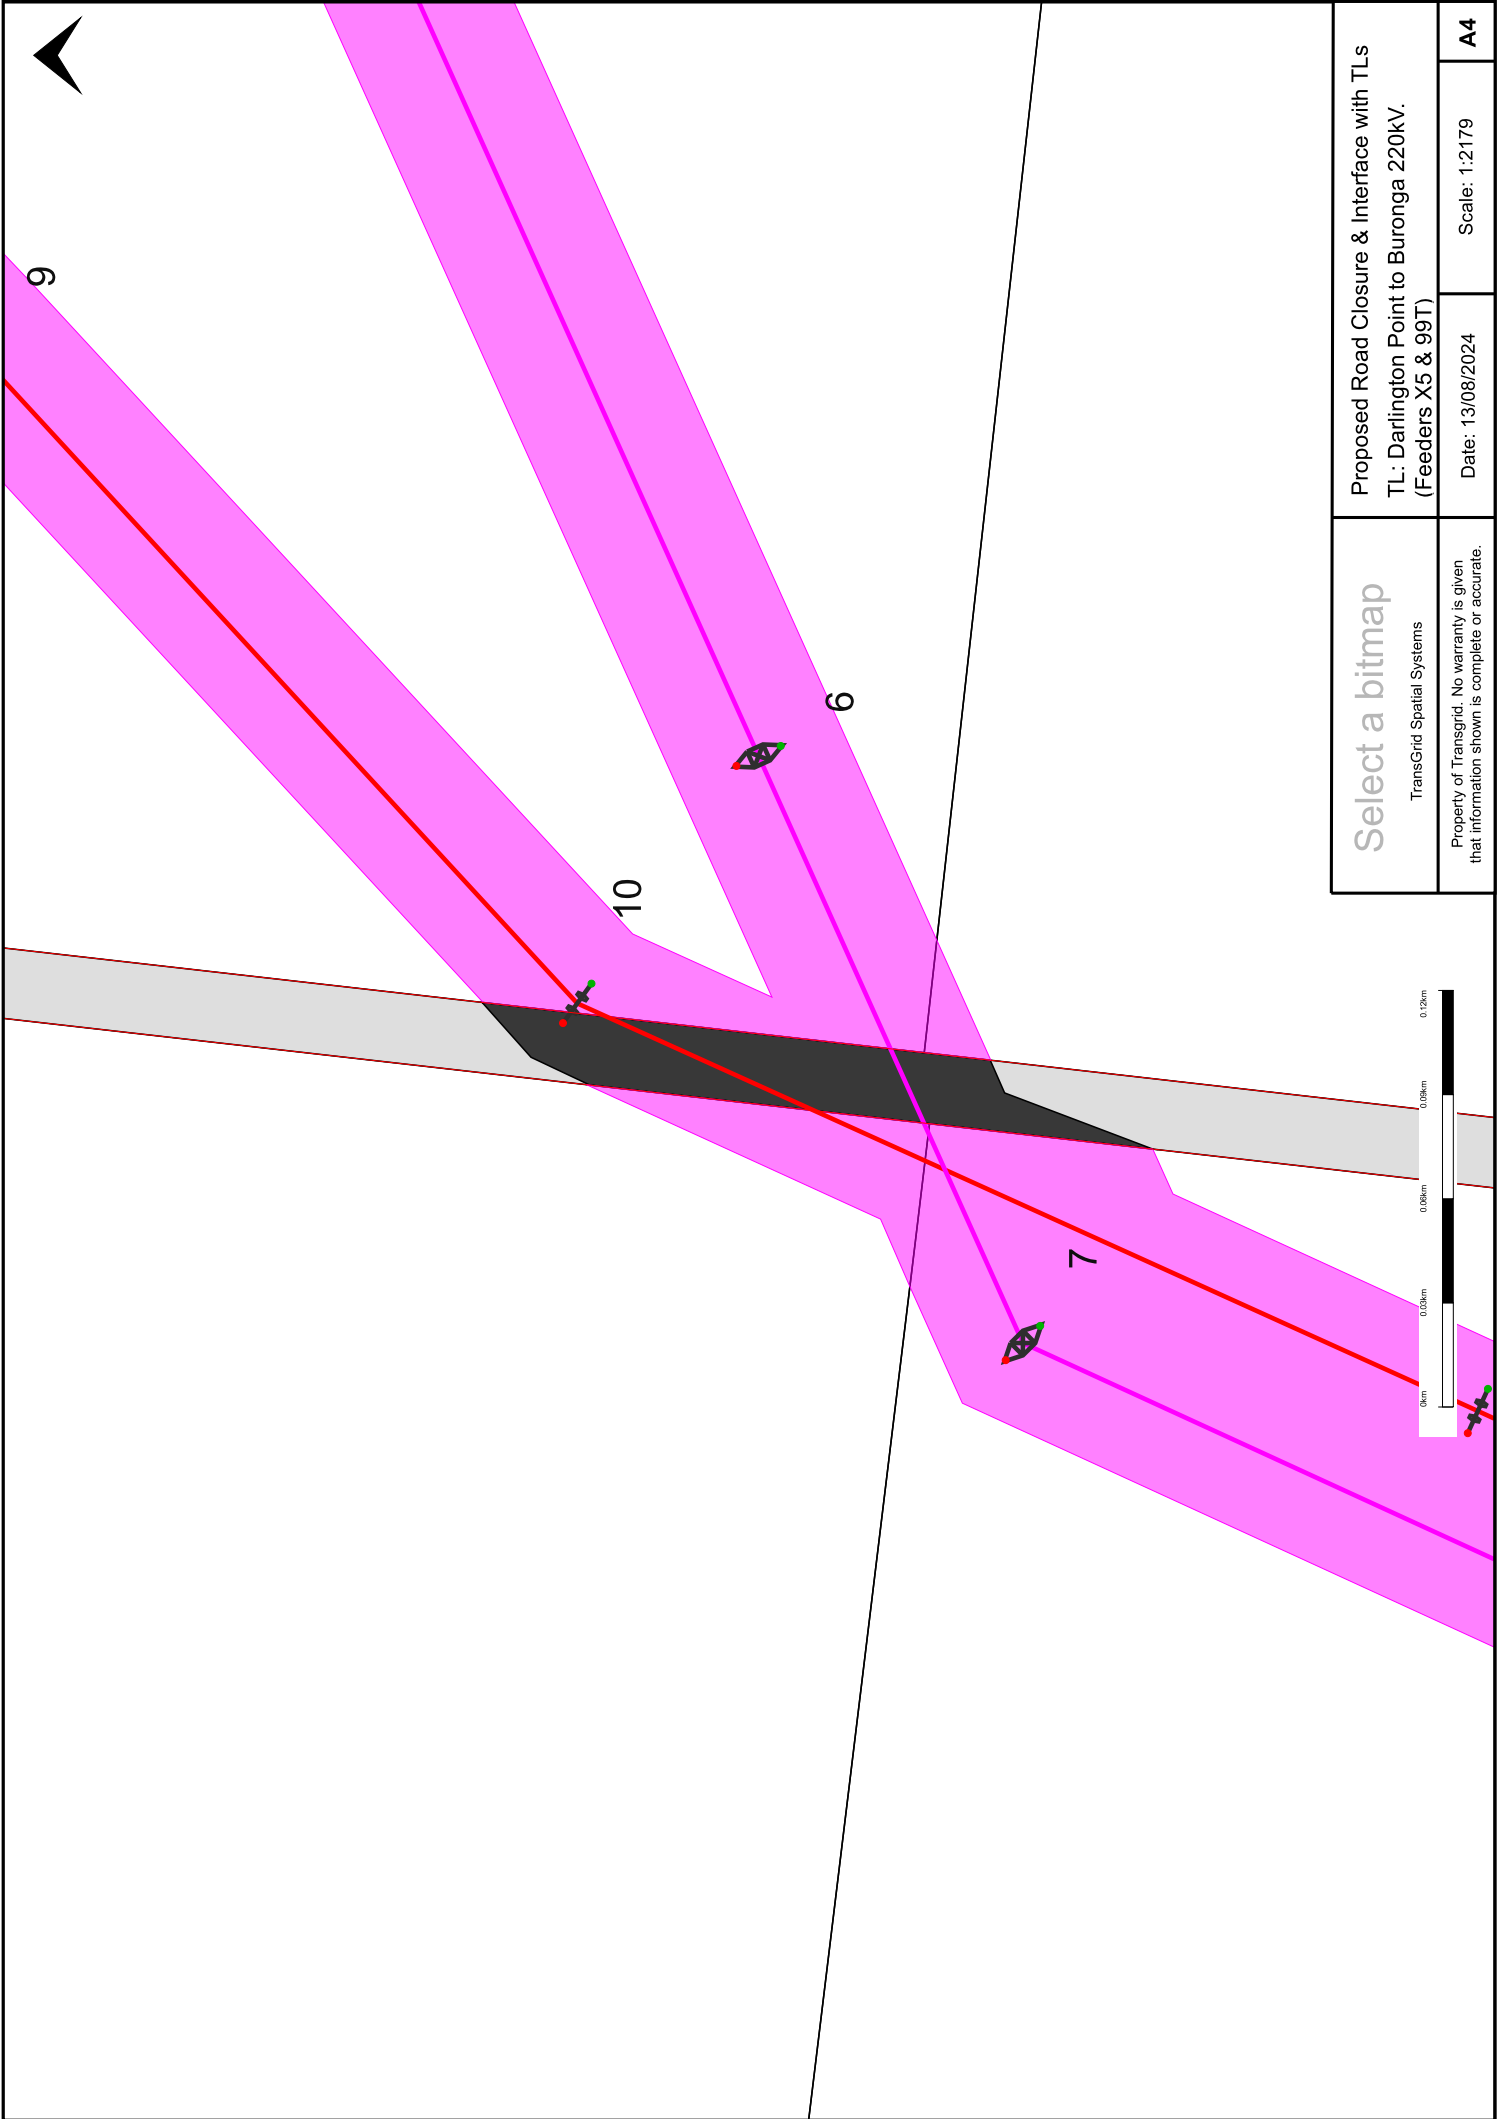 9
10
6
7
0km
0.03km
0.06km
0.09km
0.12km
Select a bitmap
TransGrid Spatial Systems
Property of Transgrid. No warranty is given
that information shown is complete or accurate.
Proposed Road Closure & Interface with TLs
TL: Darlington Point to Buronga 220kV.
(Feeders X5 & 99T)
Date: 13/08/2024
Scale: 1:2179
A4